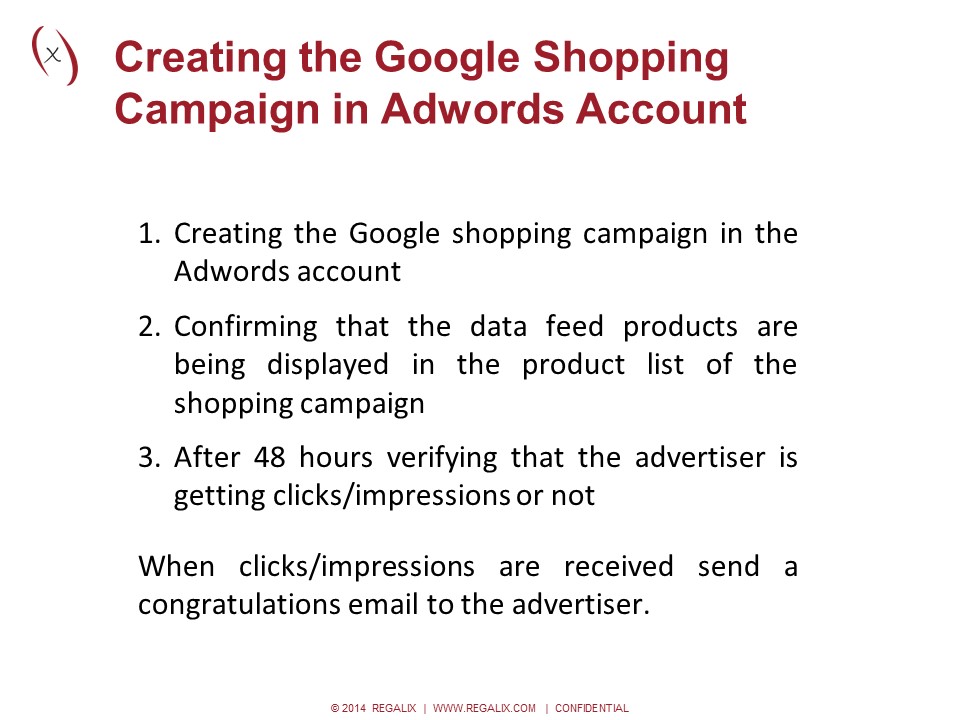 Creating the Google Shopping
Campaign in Adwords Account
1. Creating the Google shopping campaign in the
Adwords account
2. Confirming that the data feed products are
being displayed in the product list of the
shopping campaign
3. After 48 hours verifying that the advertiser is
getting clicks/impressions or not
When clicks/impressions are received send a
congratulations email to the advertiser.
© 2014 REGALIX | WWW.REGALIX.COM | CONFIDENTIAL